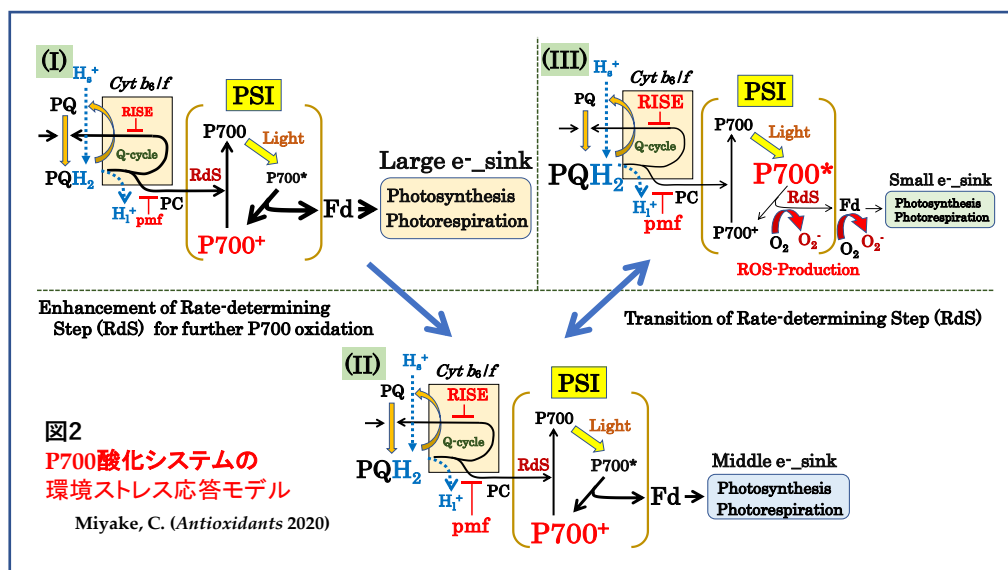 (I)
Hs+
Cyt b6/f
PSI
PQ
RISE
Q-cycle
PQH2
Hl+
pmf
PC
RdS
P700
Light
P700*
P700+
Fd
Large e-_sink
Photosynthesis
Photorespiration
(III)
Hs+
Cyt b6/f
PSI
PQ
RISE
Q-cycle
PQH2
Hl+
pmf
PC
P700
Light
P700*
RdS
P700+
O2
O2-
Fd
O2
O2-
ROS-Production
Small e-_sink
Photosynthesis
Photorespiration
Enhancement of Rate-determining
Step (RdS) for further P700 oxidation
Transition of Rate-determining Step (RdS)
(II)
Hs+
Cyt b6/f
PSI
PQ
RISE
Q-cycle
PQH2
Hl+
pmf
PC
RdS
P700
Light
P700*
P700+
Fd
Middle e-_sink
Photosynthesis
Photorespiration
図2
P700酸化システムの
環境ストレス応答モデル
Miyake, C. (Antioxidants 2020)